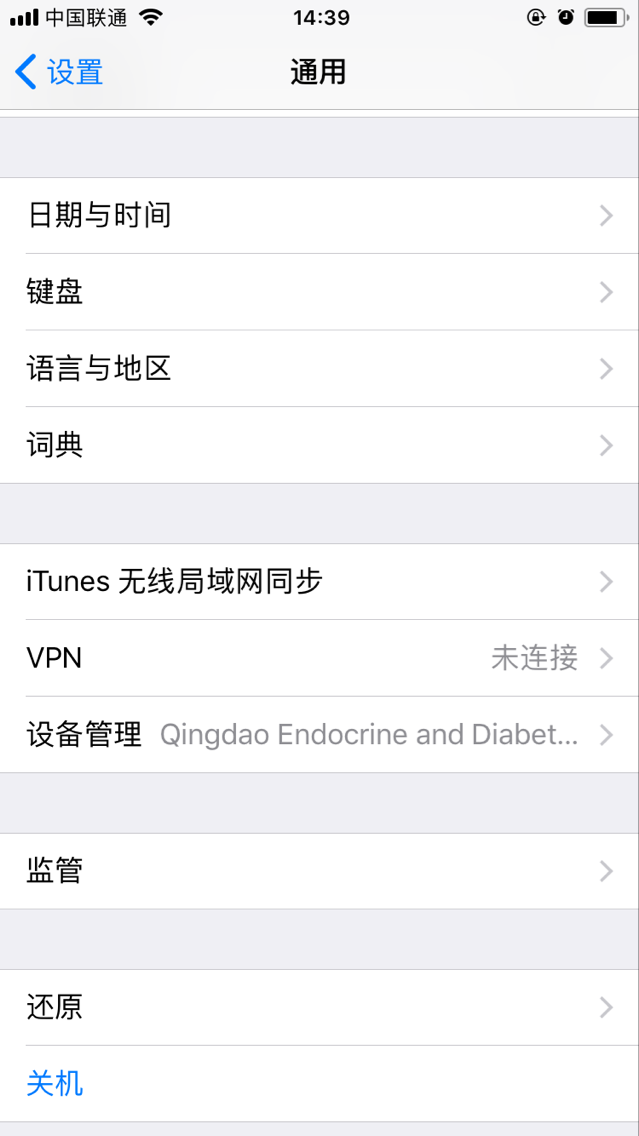 中国联通 14:39
设置 通用
日期与时间
键盘
语言与地区
词典
iTunes 无线局域网同步
VPN 未连接
设备管理 Qingdao Endocrine and Diabet...
监管
还原
关机